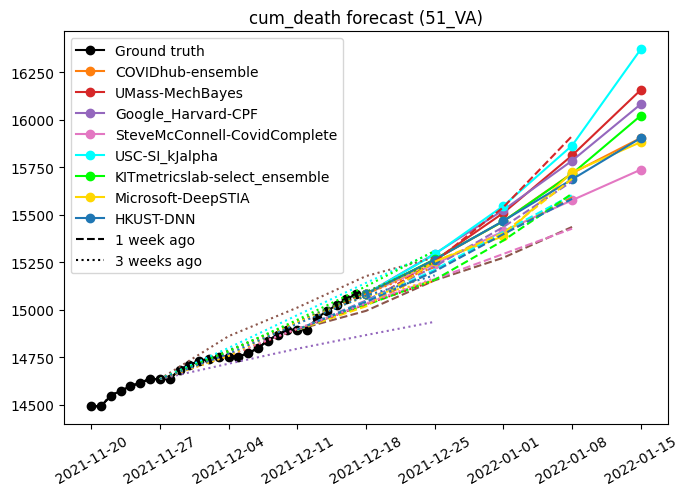 cum_death forecast (51_VA)
Ground truth
COVIDhub-ensemble
UMass-MechBayes
Google_Harvard-CPF
SteveMcConnell-CovidComplete
USC-SI_kJalpha
KITmetricslab-select_ensemble
Microsoft-DeepSTIA
HKUST-DNN
1 week ago
3 weeks ago
16250
16000
15750
15500
15250
15000
14750
14500
2021-11-20
2021-11-27
2021-12-04
2021-12-11
2021-12-18
2021-12-25
2022-01-01
2022-01-08
2022-01-15